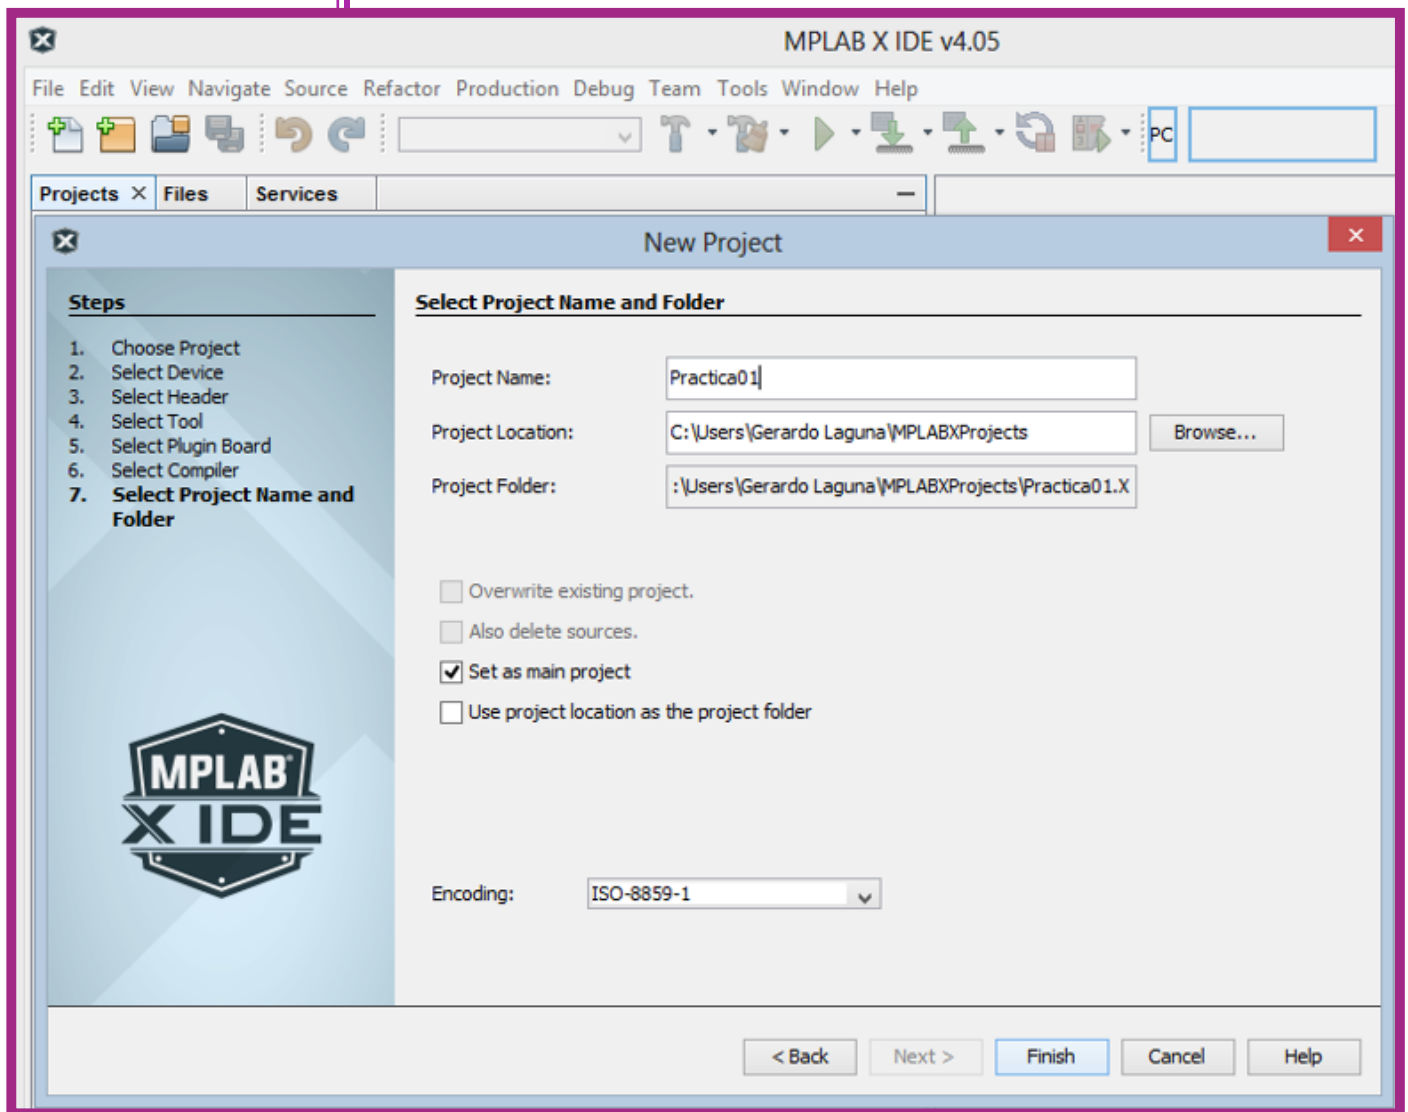 MPLAB X IDE v4.05
File Edit View Navigate Source Refactor Production Debug Team Tools Window Help
PC
Projects Files Services
New Project
Steps
1. Choose Project
2. Select Device
3. Select Header
4. Select Tool
5. Select Plugin Board
6. Select Compiler
7. Select Project Name and
Folder
MPLAB
X IDE
Select Project Name and Folder
Project Name: Practica01
Project Location: C:\Users\Gerardo Laguna\MPLABXProjects Browse...
Project Folder: :\Users\Gerardo Laguna\MPLABXProjects\Practica01.X
Overwrite existing project.
Also delete sources.
Set as main project
Use project location as the project folder
Encoding: ISO-8859-1
< Back Next > Finish Cancel Help